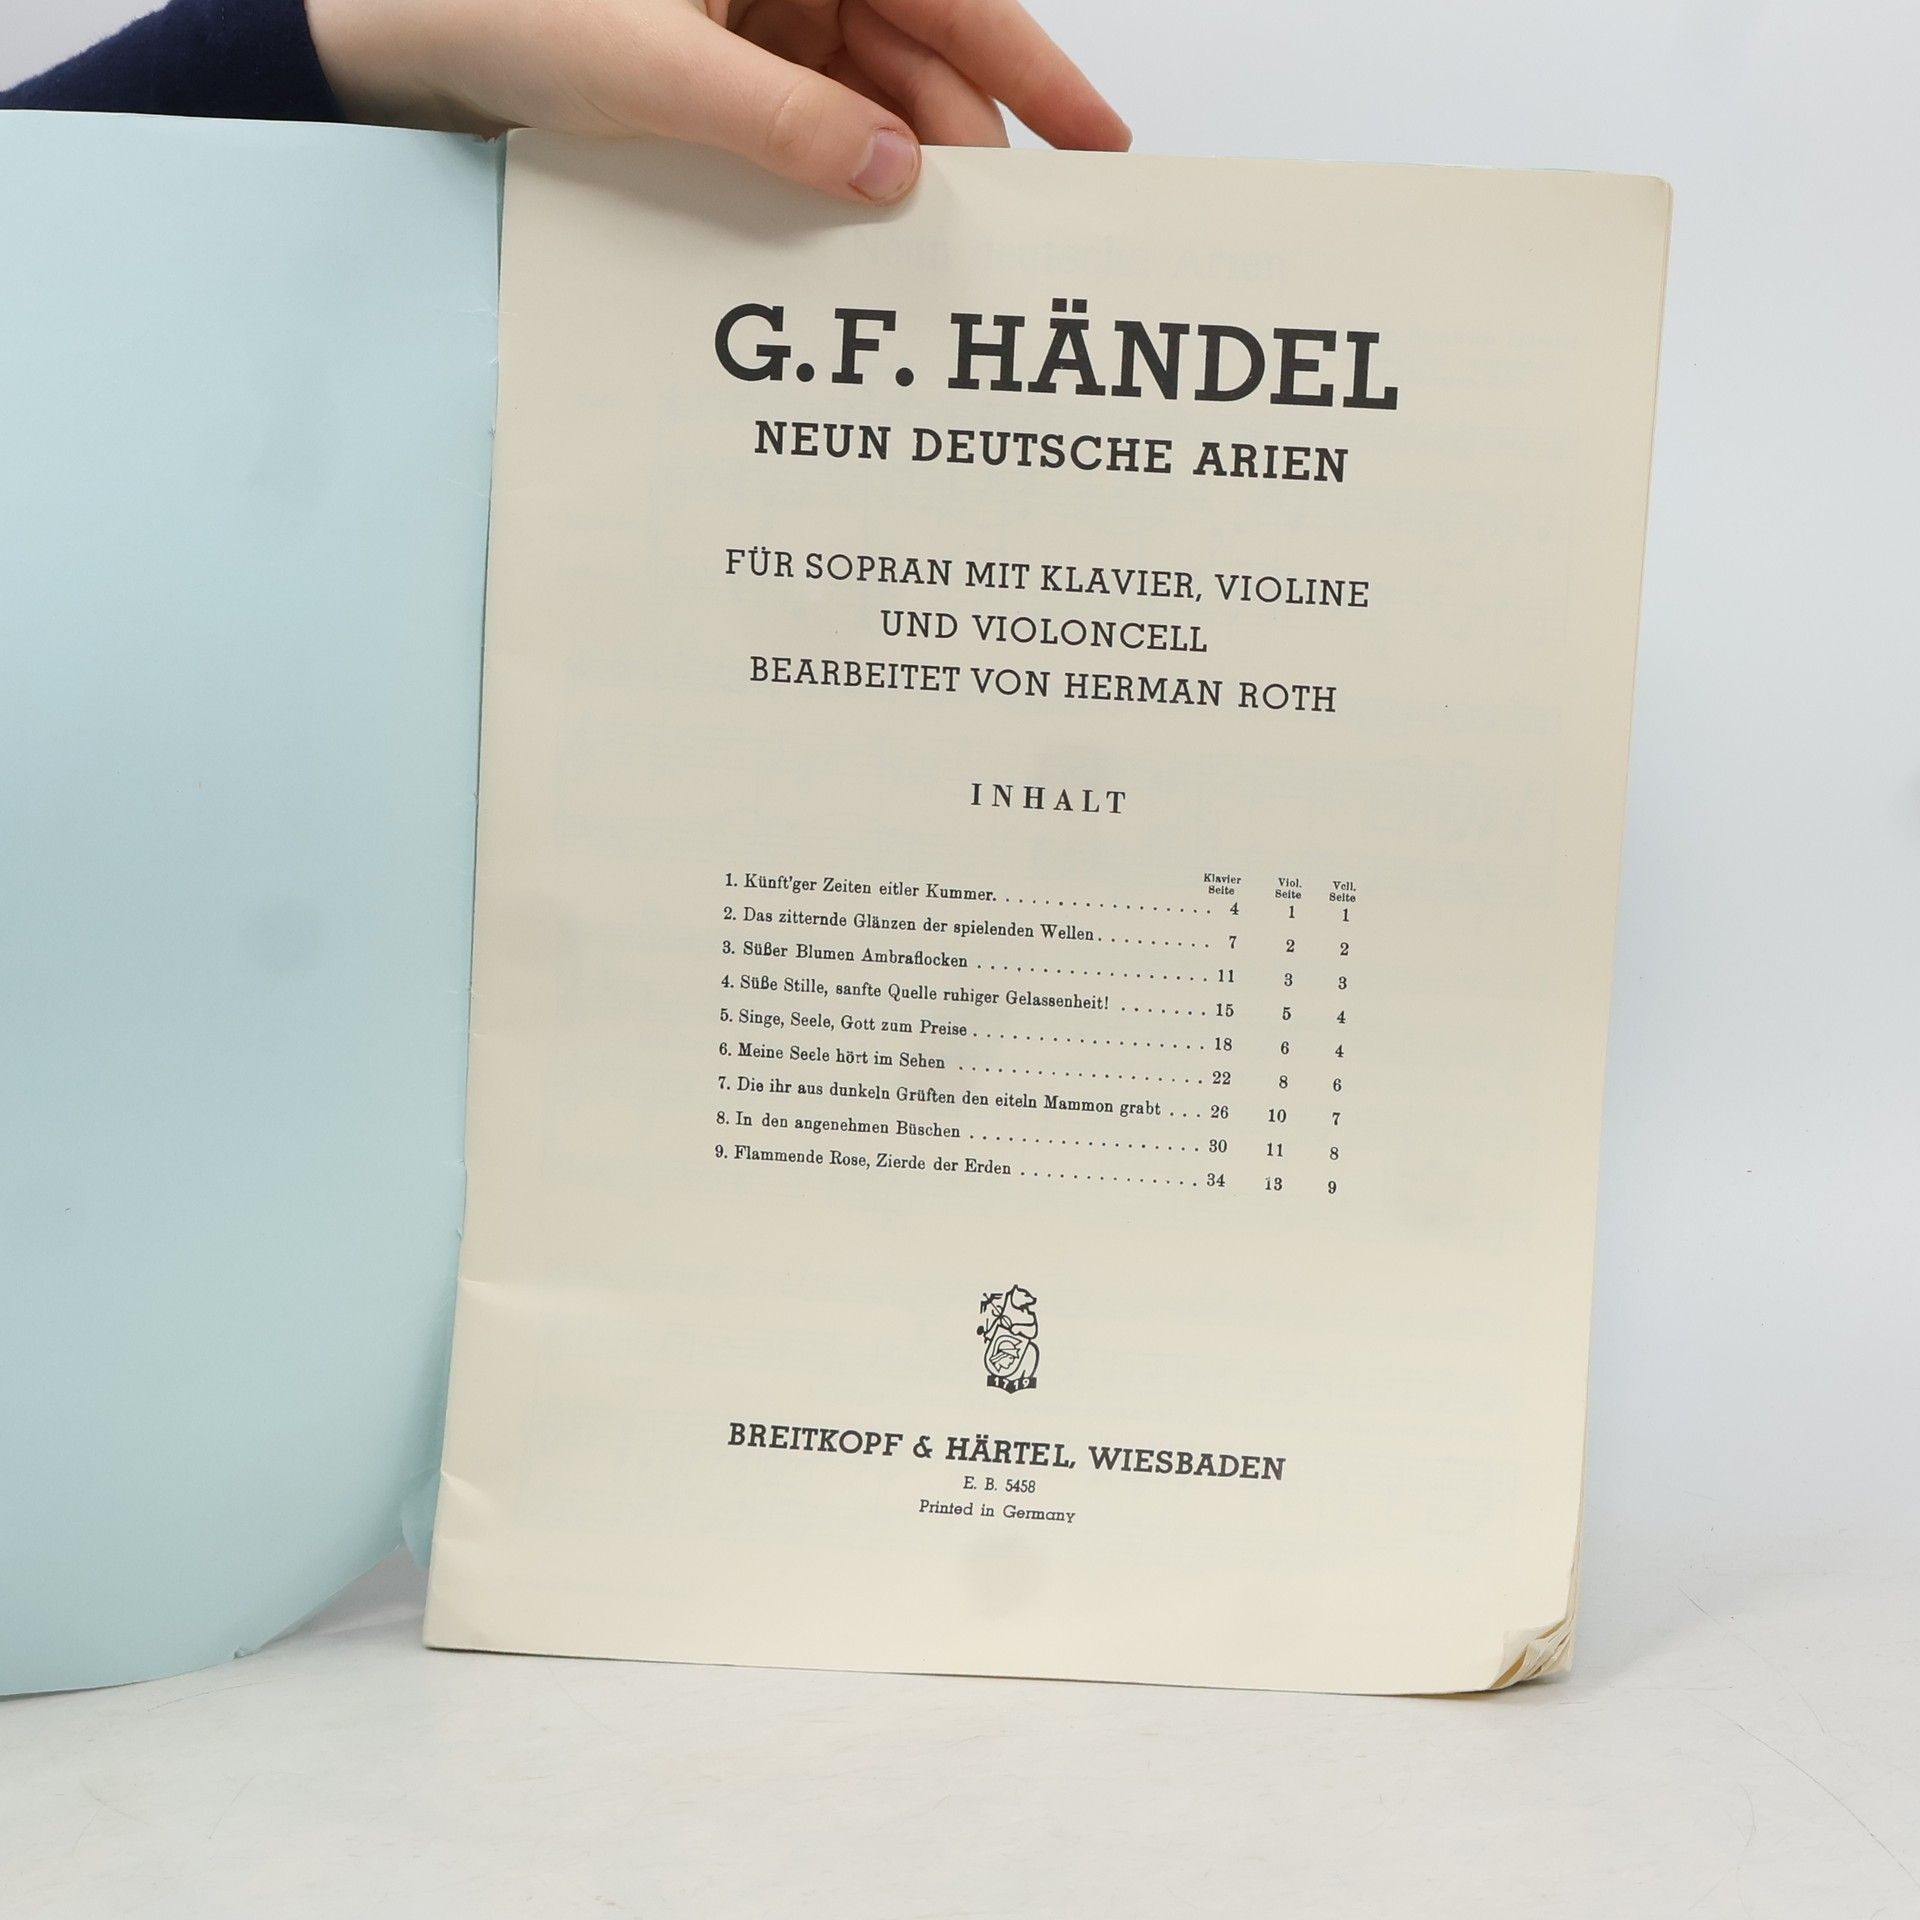 G.F. HÄNDEL
NEUN DEUTSCHE ARIEN
FÜR SOPRAN MIT KLAVIER, VIOLINE
UND VIOLONCELL
BEARBEITET VON HERMAN ROTH
INHALT
Klavier Seite Viol. Seite Vcll. Seite
1. Künft'ger Zeiten eitler Kummer. . . . . . . . . . . . . . . . . 4 1 1
2. Das zitternde Glänzen der spielenden Wellen . . . . . . . . . 7 2 2
3. Süßer Blumen Ambraflocken . . . . . . . . . . . . . . . . . . 11 3 3
4. Süße Stille, sanfte Quelle ruhiger Gelassenheit! . . . . . . . 15 5 4
5. Singe, Seele, Gott zum Preise . . . . . . . . . . . . . . . . . . 18 6 4
6. Meine Seele hört im Sehen . . . . . . . . . . . . . . . . . . . 22 8 6
7. Die ihr aus dunkeln Grüften den eiteln Mammon grabt . . . 26 10 7
8. In den angenehmen Büschen . . . . . . . . . . . . . . . . . . 30 11 8
9. Flammende Rose, Zierde der Erden . . . . . . . . . . . . . . 34 13 9
1719
BREITKOPF & HÄRTEL, WIESBADEN
E. B. 5458
Printed in Germany